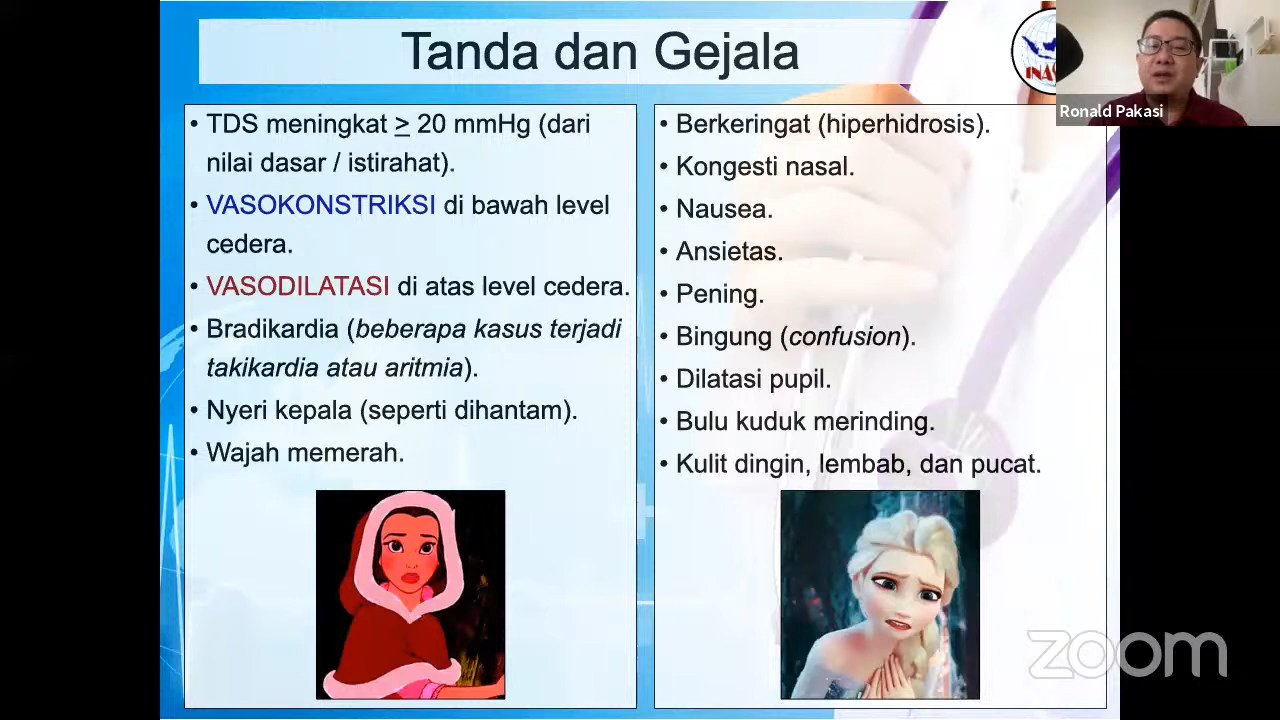 Tanda dan Gejala
• TDS meningkat ≥ 20 mmHg (dari
nilai dasar / istirahat).
• VASOKONSTRIKSI di bawah level
cedera.
• VASODILATASI di atas level cedera.
• Bradikardia (beberapa kasus terjadi
takikardia atau aritmia).
• Nyeri kepala (seperti dihantam).
• Wajah memerah.
• Berkeringat (hiperhidrosis).
• Kongesti nasal.
• Nausea.
• Ansietas.
• Pening.
• Bingung (confusion).
• Dilatasi pupil.
• Bulu kuduk merinding.
• Kulit dingin, lembab, dan pucat.
Ronald Pakasi
zoom